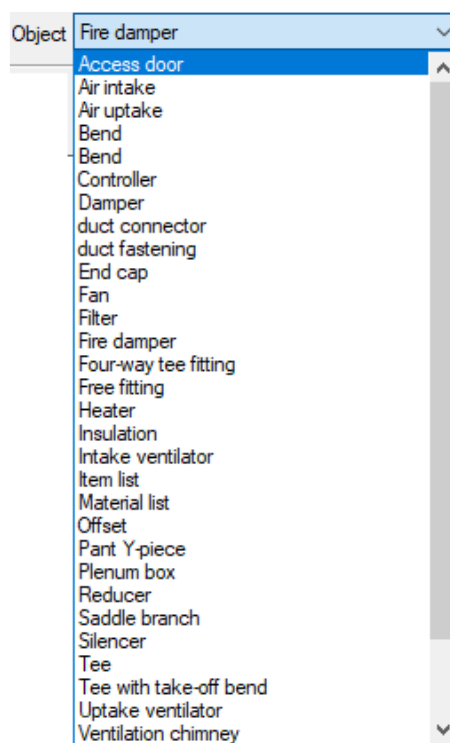 Object Fire damper
Access door
Air intake
Air uptake
Bend
Bend
Controller
Damper
duct connector
duct fastening
End cap
Fan
Filter
Fire damper
Four-way tee fitting
Free fitting
Heater
Insulation
Intake ventilator
Item list
Material list
Offset
Pant Y-piece
Plenum box
Reducer
Saddle branch
Silencer
Tee
Tee with take-off bend
Uptake ventilator
Ventilation chimney